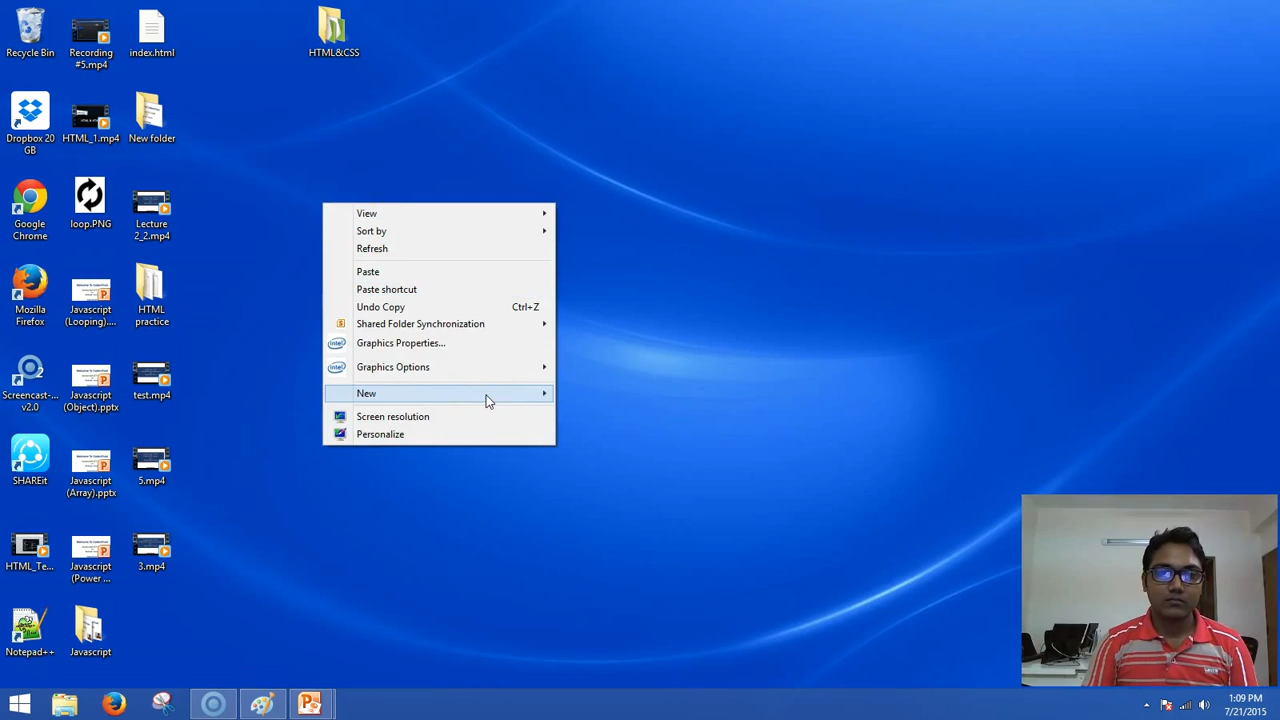 Recycle Bin
Recording
#5.mp4
index.html
HTML&CSS
Dropbox 20
GB
HTML_1.mp4
New folder
Google
Chrome
loop.PNG
Lecture
2_2.mp4
Mozilla
Firefox
Javascript
(Looping)....
HTML
practice
Screencast-...
v2.0
Javascript
(Object).pptx
test.mp4
SHAREit
Javascript
(Array).pptx
5.mp4
HTML_Te...
Javascript
(Power ...
3.mp4
Notepad++
Javascript
View
Sort by
Refresh
Paste
Paste shortcut
Undo Copy Ctrl+Z
Shared Folder Synchronization
Graphics Properties...
Graphics Options
New
Screen resolution
Personalize
1:09 PM
7/21/2015